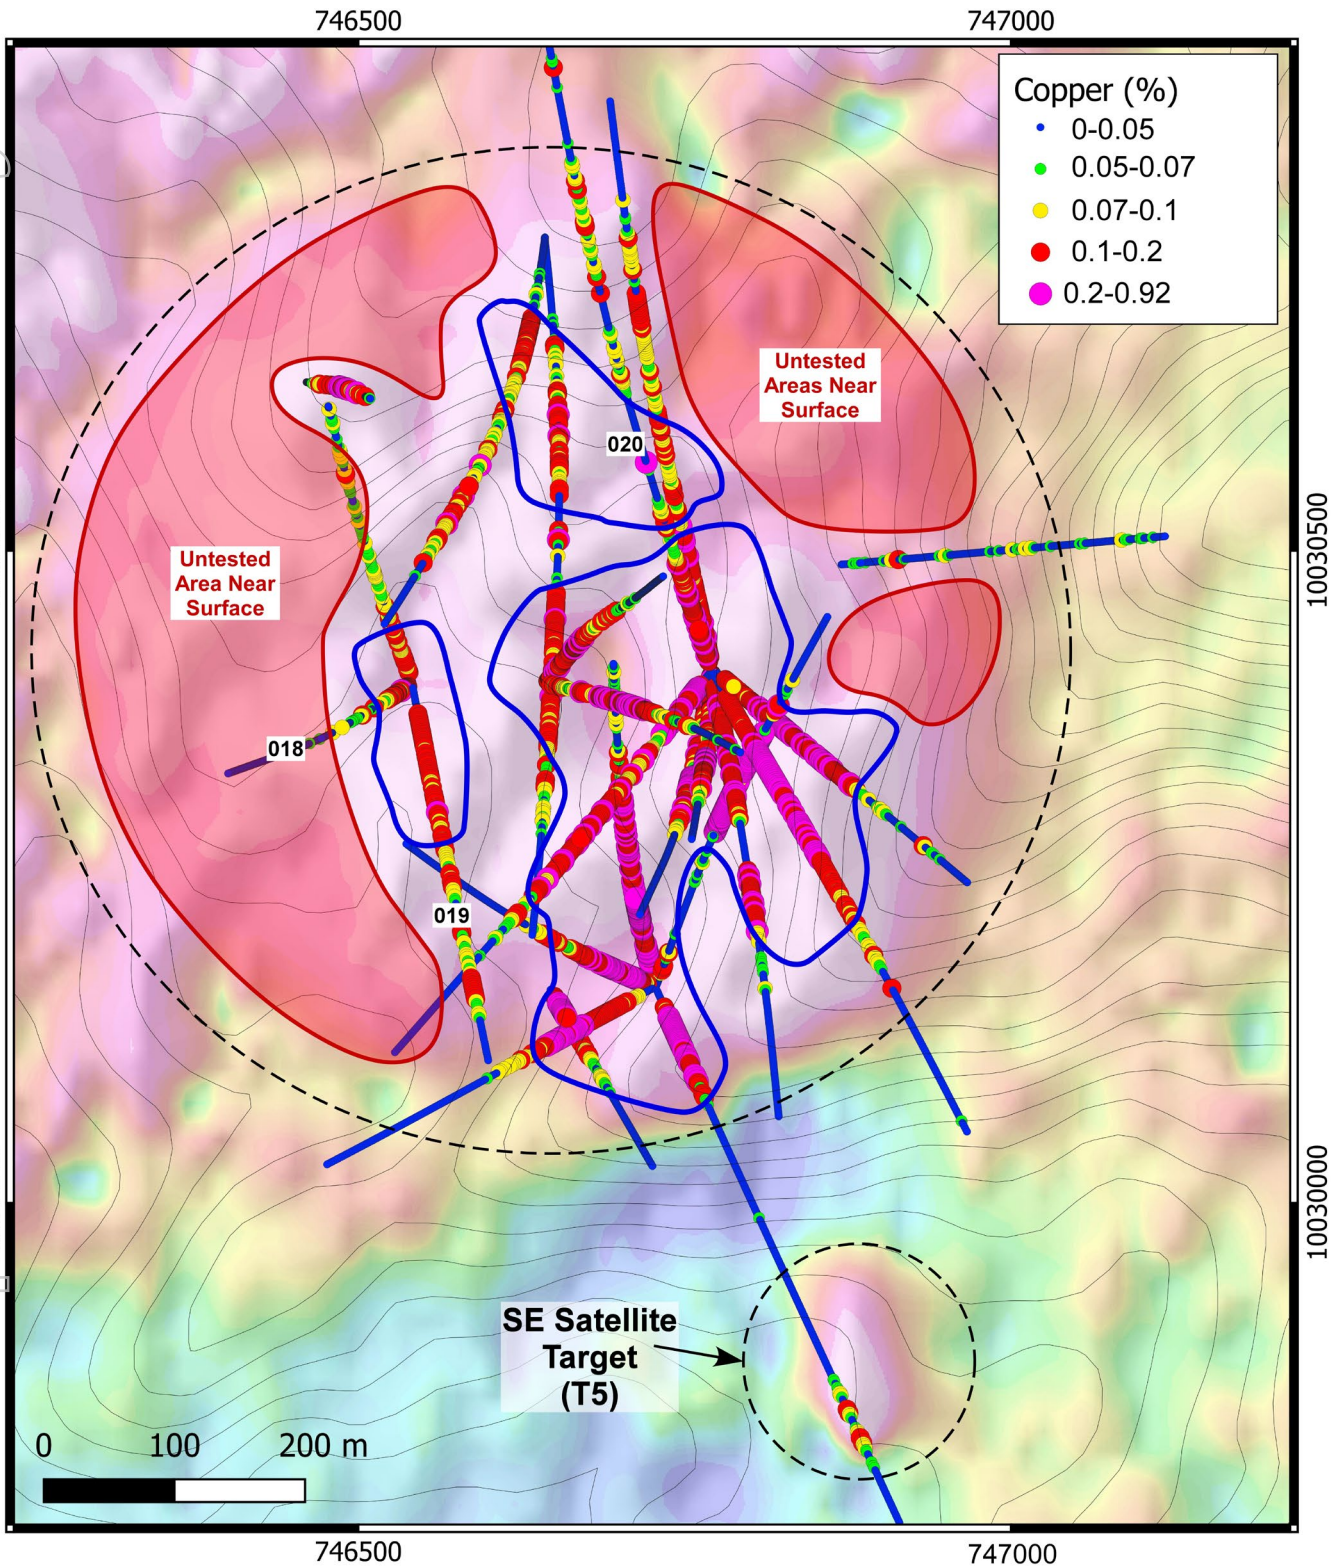 746500
747000
Copper (%)
0-0.05
0.05-0.07
0.07-0.1
0.1-0.2
0.2-0.92
Untested
Areas Near
Surface
020
1030500
Untested
Area Near
Surface
018
019
1030000
SE Satellite
Target
(T5)
0
100
200 m
746500
747000